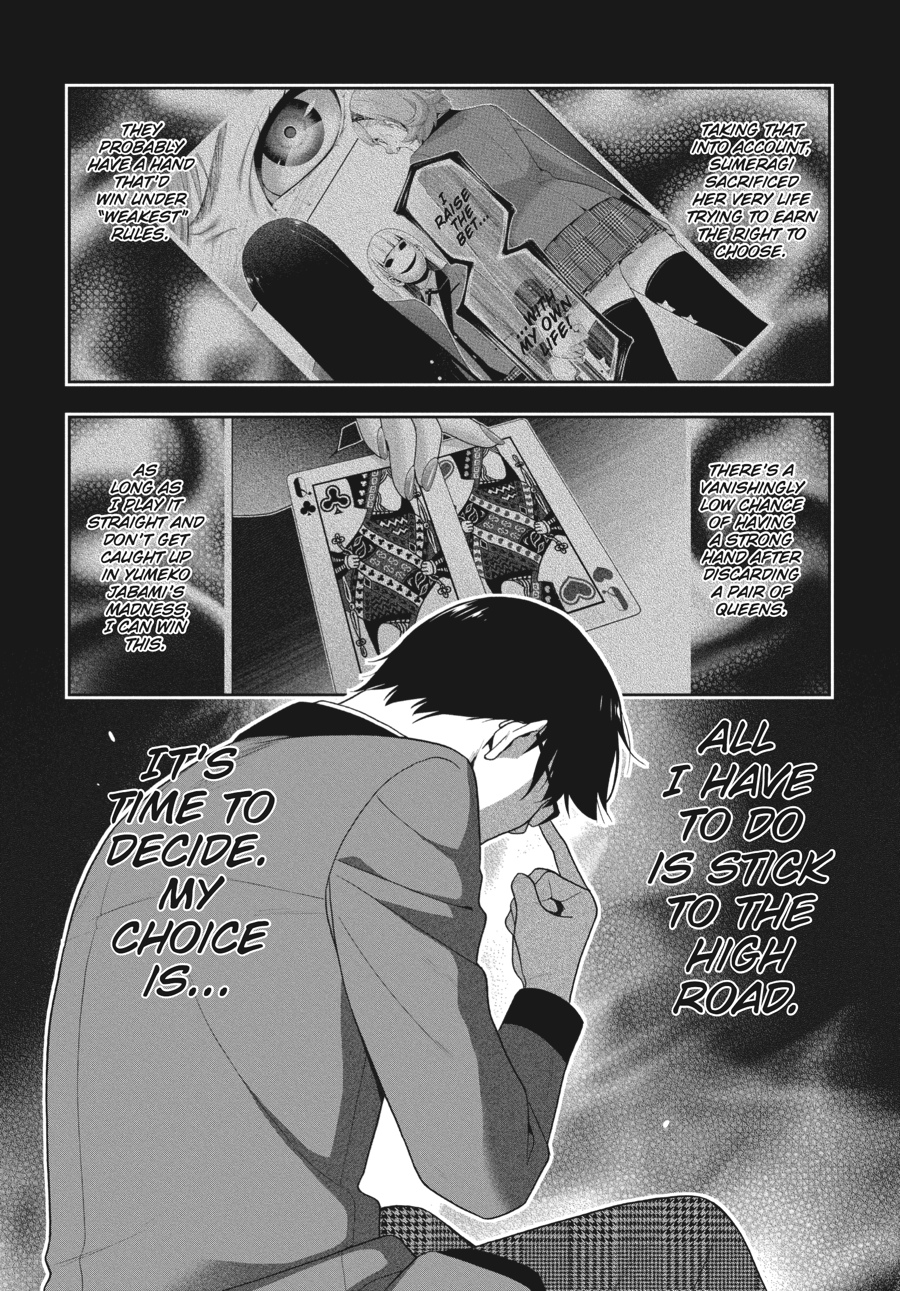 TAKING THAT
INTO ACCOUNT,
SUMERAGI
SACRIFICED
HER VERY LIFE
TRYING TO EARN
THE RIGHT TO
CHOOSE.
I
RAISE
THE
BET...
...WITH
MY OWN
LIFE!
THEY
PROBABLY
HAVE A HAND
THAT'D
WIN UNDER
"WEAKEST"
RULES.
THERE'S A
VANISHINGLY
LOW CHANCE
OF HAVING
A STRONG
HAND AFTER
DISCARDING
A PAIR OF
QUEENS.
AS
LONG AS
I PLAY IT
STRAIGHT AND
DON'T GET
CAUGHT UP
IN YUMEKO
JABAMI'S
MADNESS,
I CAN WIN
THIS.
ALL
I HAVE
TO DO
IS STICK
TO THE
HIGH
ROAD.
IT'S
TIME TO
DECIDE.
MY
CHOICE
IS...